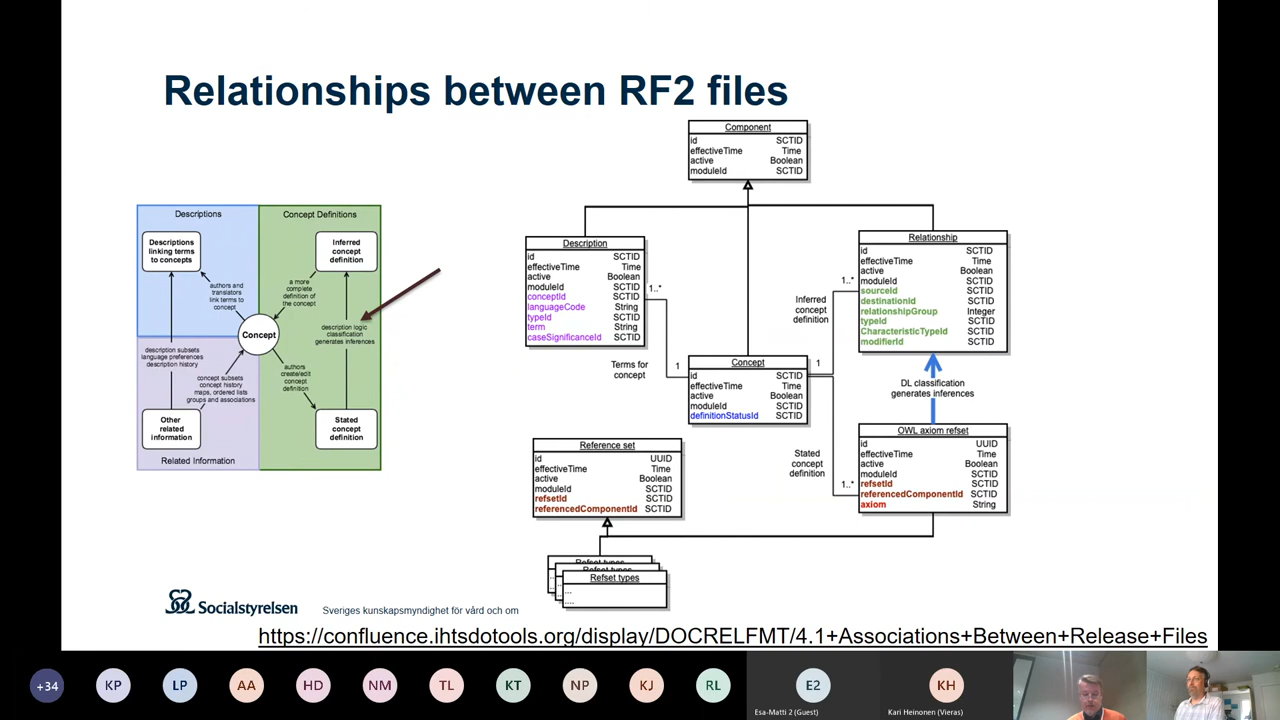 Relationships between RF2 files
Descriptions
Concept Definitions
Descriptions
linking terms
to concepts
Inferred
concept
definition
authors and
translators
link terms to
concept
a more
complete
definition of
the concept
Concept
description logic
classification
generates inferences
description subsets
language preferences
description history
concept subsets
concept history
maps, ordered lists
groups and associations
authors
create/edit
concept
definition
Other
related
information
Stated
concept
definition
Related Information
Component
id SCTID
effectiveTime Time
active Boolean
moduleId SCTID
Description
id SCTID
effectiveTime Time
active Boolean
moduleId SCTID
conceptId SCTID
languageCode String
typeId SCTID
term String
caseSignificanceId SCTID
1..*
Terms for
concept
1
Concept
id SCTID
effectiveTime Time
active Boolean
moduleId SCTID
definitionStatusId SCTID
1
Inferred
concept
definition
1..*
Relationship
id SCTID
effectiveTime Time
active Boolean
moduleId SCTID
sourceId SCTID
destinationId SCTID
relationshipGroup Integer
typeId SCTID
CharacteristicTypeId SCTID
modifierId SCTID
DL classification
generates inferences
Stated
concept
definition
1..*
OWL axiom refset
id UUID
effectiveTime Time
active Boolean
moduleId SCTID
refsetId SCTID
referencedComponentId SCTID
axiom String
Reference set
id UUID
effectiveTime Time
active Boolean
moduleId SCTID
refsetId SCTID
referencedComponentId SCTID
Refset types
Refset types
Refset types
...
....
Socialstyrelsen
Sveriges kunskapsmyndighet för vård och om
https://confluence.ihtsdotools.org/display/DOCRELFMT/4.1+Associations+Between+Release+Files
+34
KP
LP
AA
HD
NM
TL
KT
NP
KJ
RL
E2
KH
Esa-Matti 2 (Guest)
Kari Heinonen (Vieras)